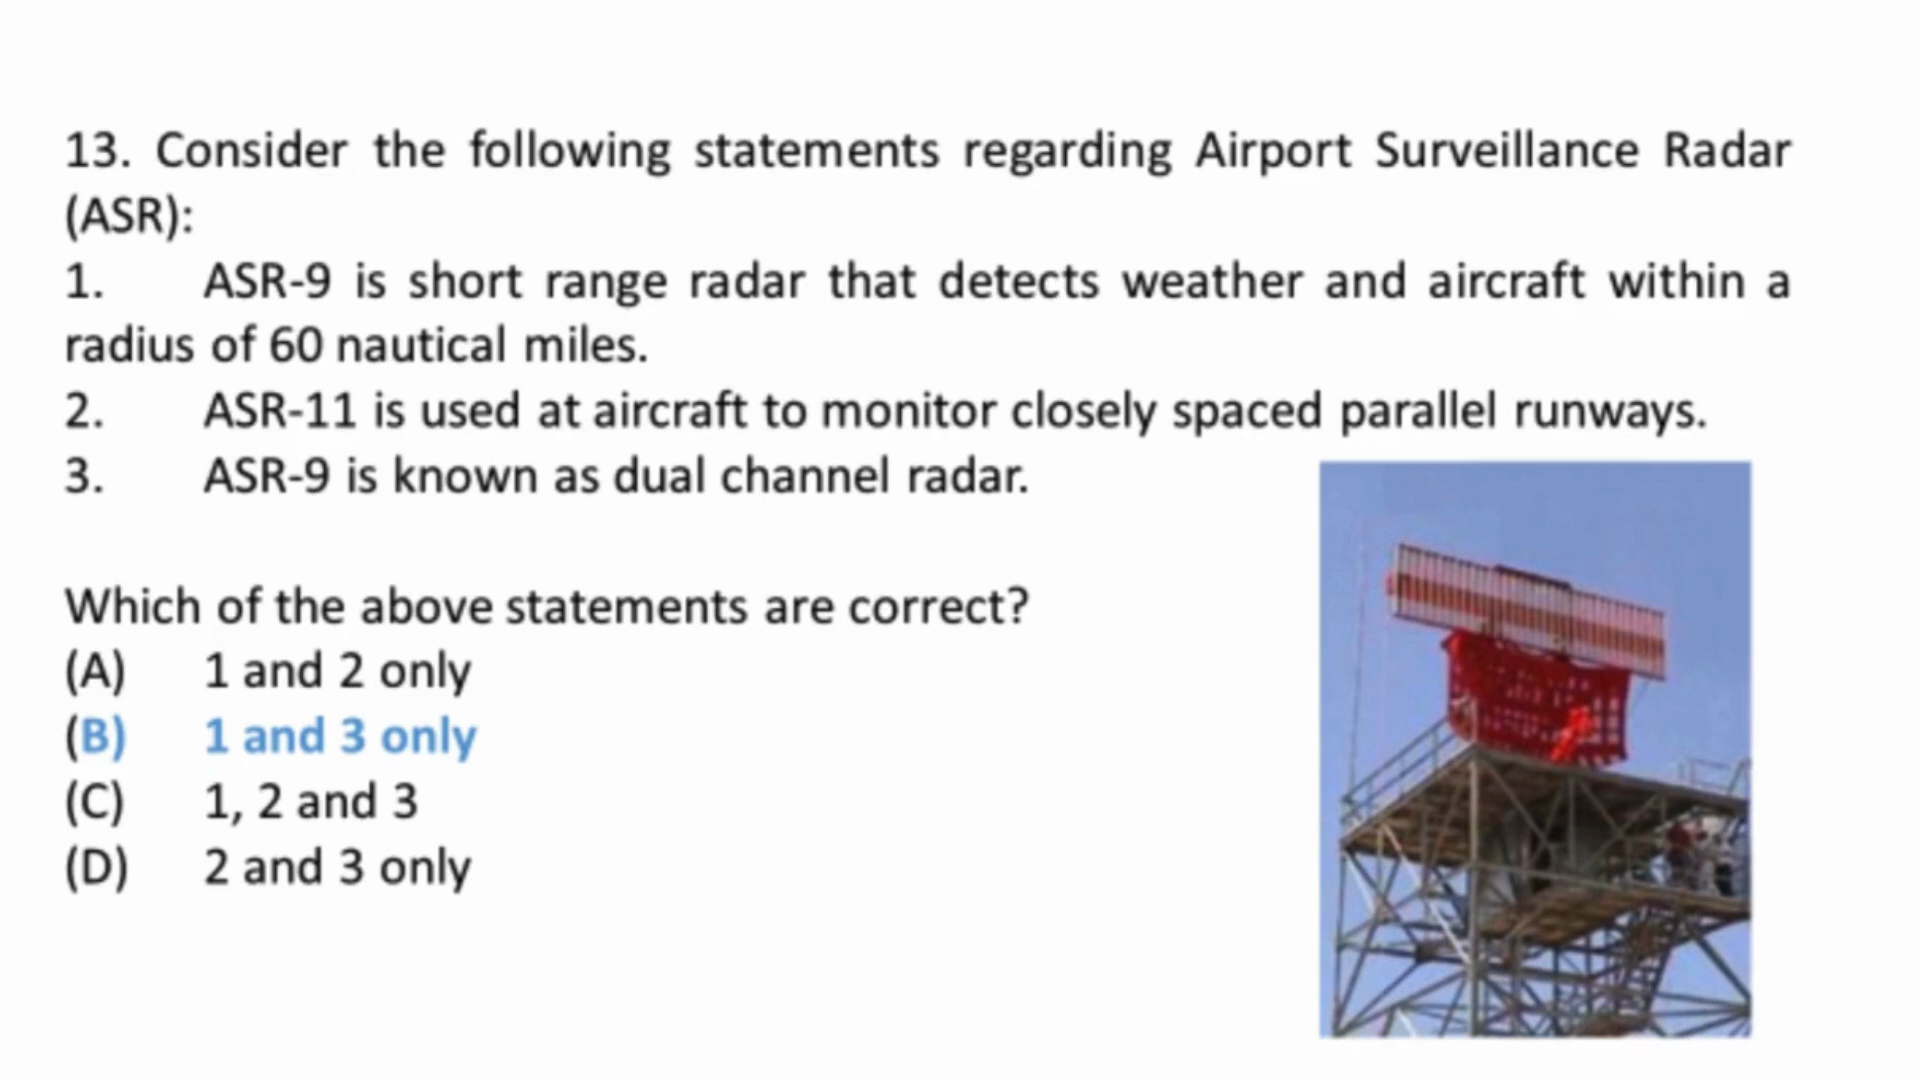 13. Consider the following statements regarding Airport Surveillance Radar
(ASR):
1. ASR-9 is short range radar that detects weather and aircraft within a
radius of 60 nautical miles.
2. ASR-11 is used at aircraft to monitor closely spaced parallel runways.
3. ASR-9 is known as dual channel radar.
Which of the above statements are correct?
(A) 1 and 2 only
(B) 1 and 3 only
(C) 1, 2 and 3
(D) 2 and 3 only